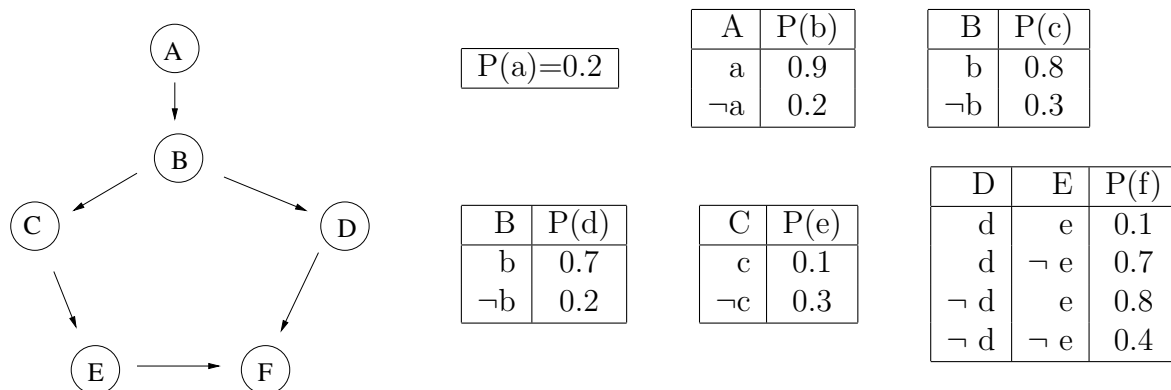 A
B
C
D
E
F
P(a)=0.2
A P(b)
a 0.9
¬a 0.2
B P(c)
b 0.8
¬b 0.3
B P(d)
b 0.7
¬b 0.2
C P(e)
c 0.1
¬c 0.3
D E P(f)
d e 0.1
d ¬ e 0.7
¬ d e 0.8
¬ d ¬ e 0.4